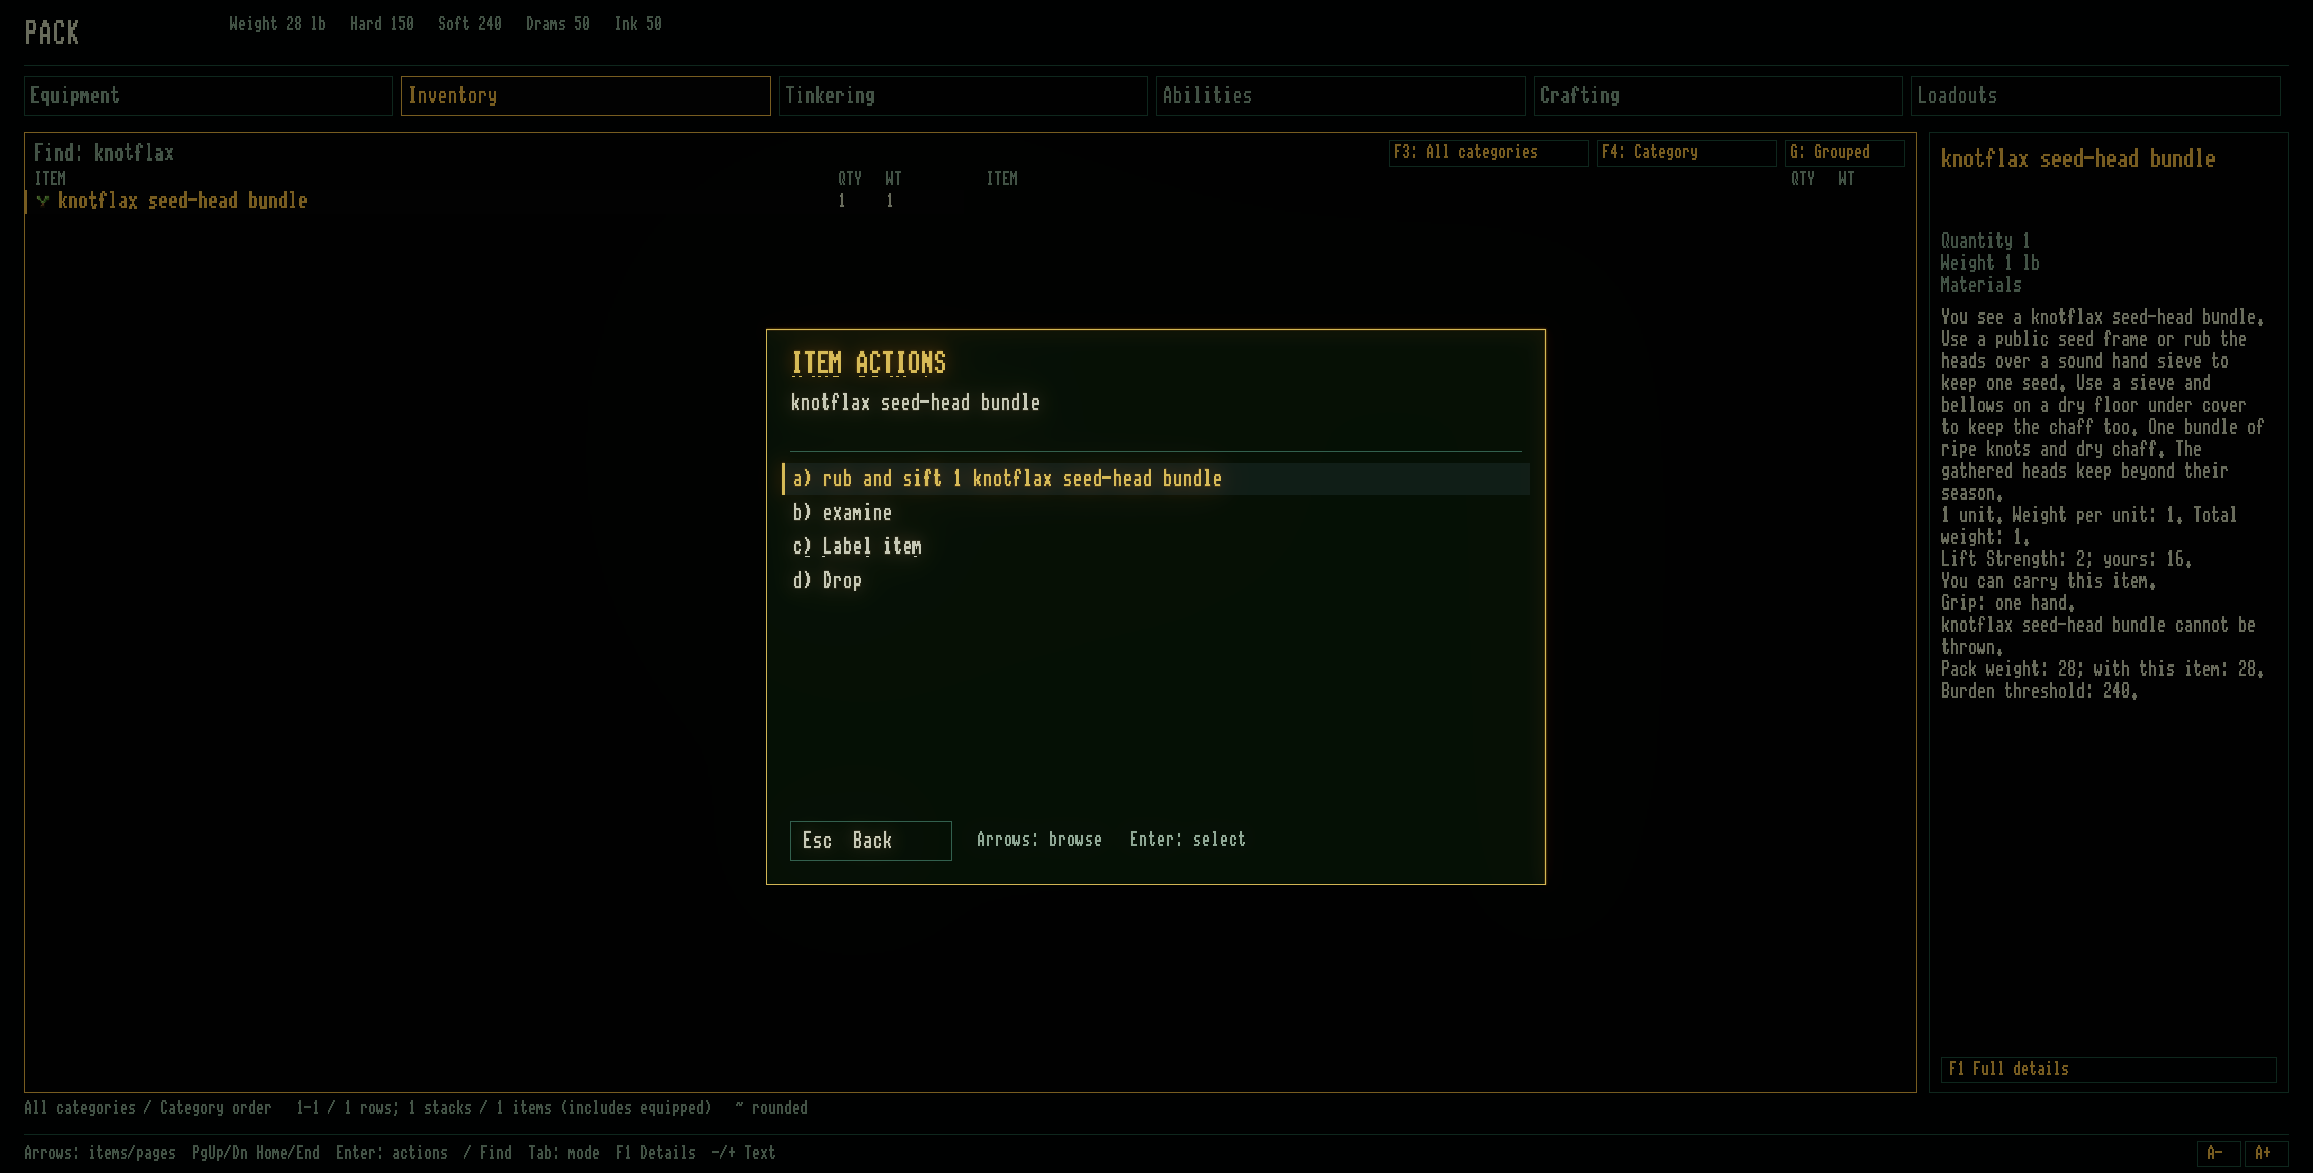 PACK
Weight 28 lb   Hard 150   Soft 240   Drams 50   Ink 50
Equipment
Inventory
Tinkering
Abilities
Crafting
Loadouts
Find: knotflax
F3: All categories
F4: Category
G: Grouped
ITEM   QTY   WT   ITEM   QTY   WT
knotflax seed-head bundle   1   1
ITEM ACTIONS
knotflax seed-head bundle
a) rub and sift 1 knotflax seed-head bundle
b) examine
c) Label item
d) Drop
Esc  Back   Arrows: browse   Enter: select
knotflax seed-head bundle
Quantity 1
Weight 1 lb
Materials
You see a knotflax seed-head bundle.
Use a public seed frame or rub the
heads over a sound hand sieve to
keep one seed. Use a sieve and
bellows on a dry floor under cover
to keep the chaff too. One bundle of
ripe knots and dry chaff. The
gathered heads keep beyond their
season.
1 unit. Weight per unit: 1. Total
weight: 1.
Lift Strength: 2; yours: 16.
You can carry this item.
Grip: one hand.
knotflax seed-head bundle cannot be
thrown.
Pack weight: 28; with this item: 28.
Burden threshold: 240.
F1 Full details
All categories / Category order   1-1 / 1 rows; 1 stacks / 1 items (includes equipped)   ~ rounded
Arrows: items/pages  PgUp/Dn Home/End  Enter: actions  / Find  Tab: mode  F1 Details  -/+ Text
A-
A+